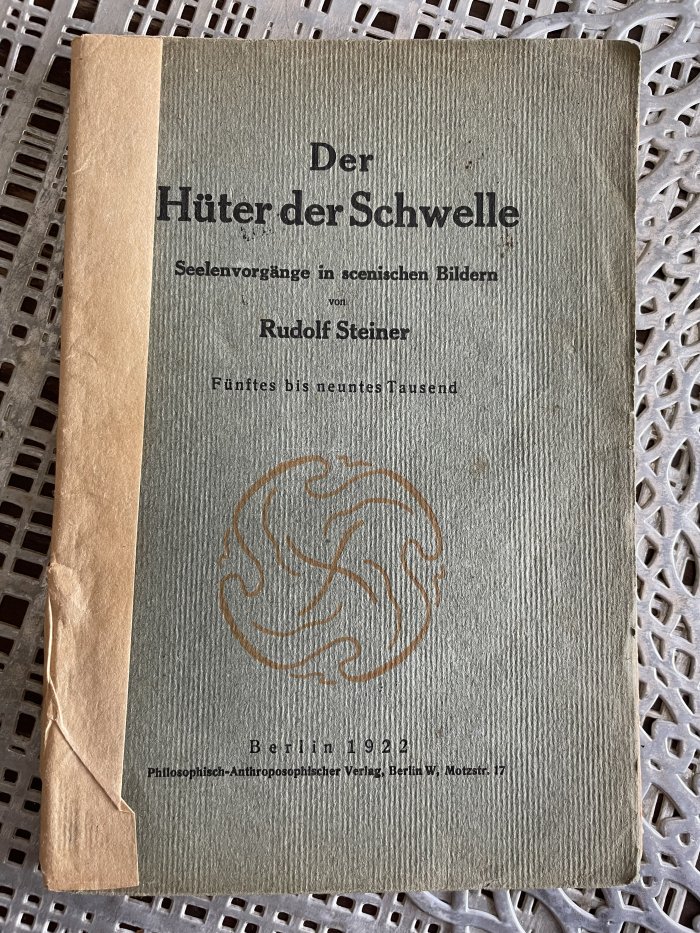 Der
Hüter der Schwelle
Seelenvorgänge in scenischen Bildern
von
Rudolf Steiner
Fünftes bis neuntes Tausend
Berlin 1922
Philosophisch-Anthroposophischer Verlag, Berlin W, Motzstr. 17